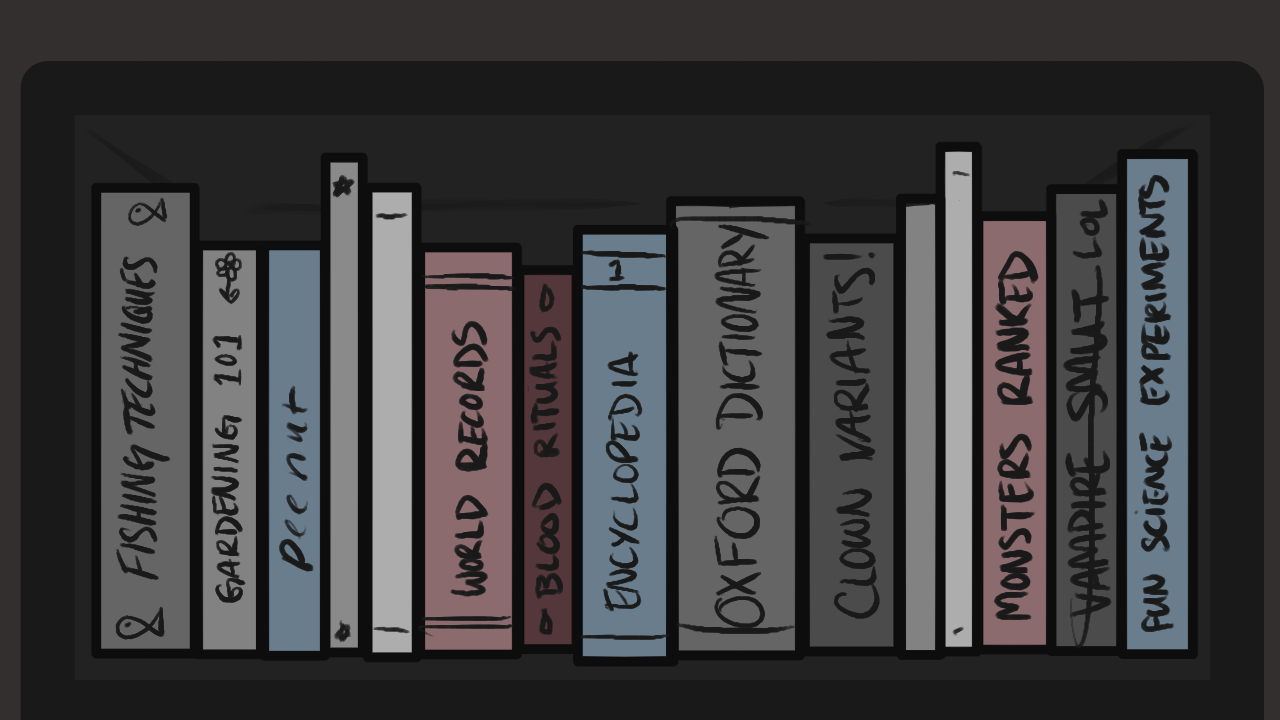 FISHING TECHNIQUES
GARDENING 101
Peenut
WORLD RECORDS
BLOOD RITUALS
1
ENCYCLOPEDIA
OXFORD DICTIONARY
CLOWN VARIANTS!
MONSTERS RANKED
VAMPIRE SMUT LOL
FUN SCIENCE EXPERIMENTS